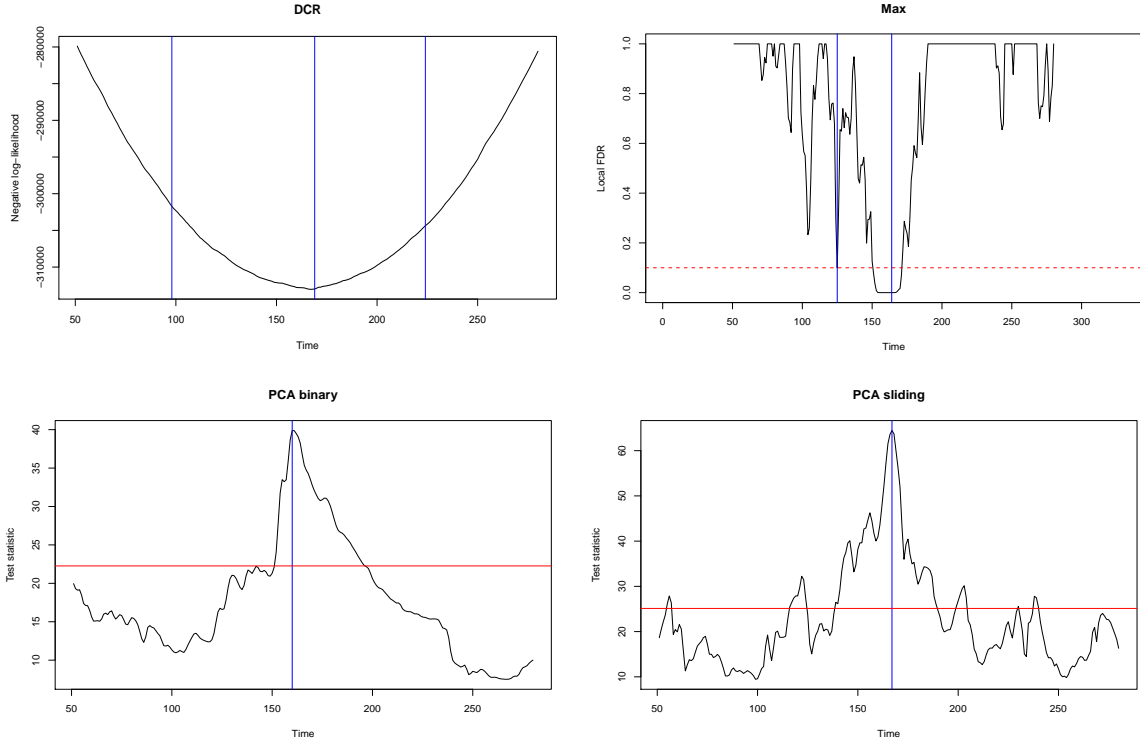 DCR
Negative log−likelihood
−280000
−290000
−300000
−310000
50 100 150 200 250
Time
Max
Local FDR
1.0
0.8
0.6
0.4
0.2
0.0
0 50 100 150 200 250 300
Time
PCA binary
Test statistic
40
35
30
25
20
15
10
50 100 150 200 250
Time
PCA sliding
Test statistic
60
50
40
30
20
10
50 100 150 200 250
Time